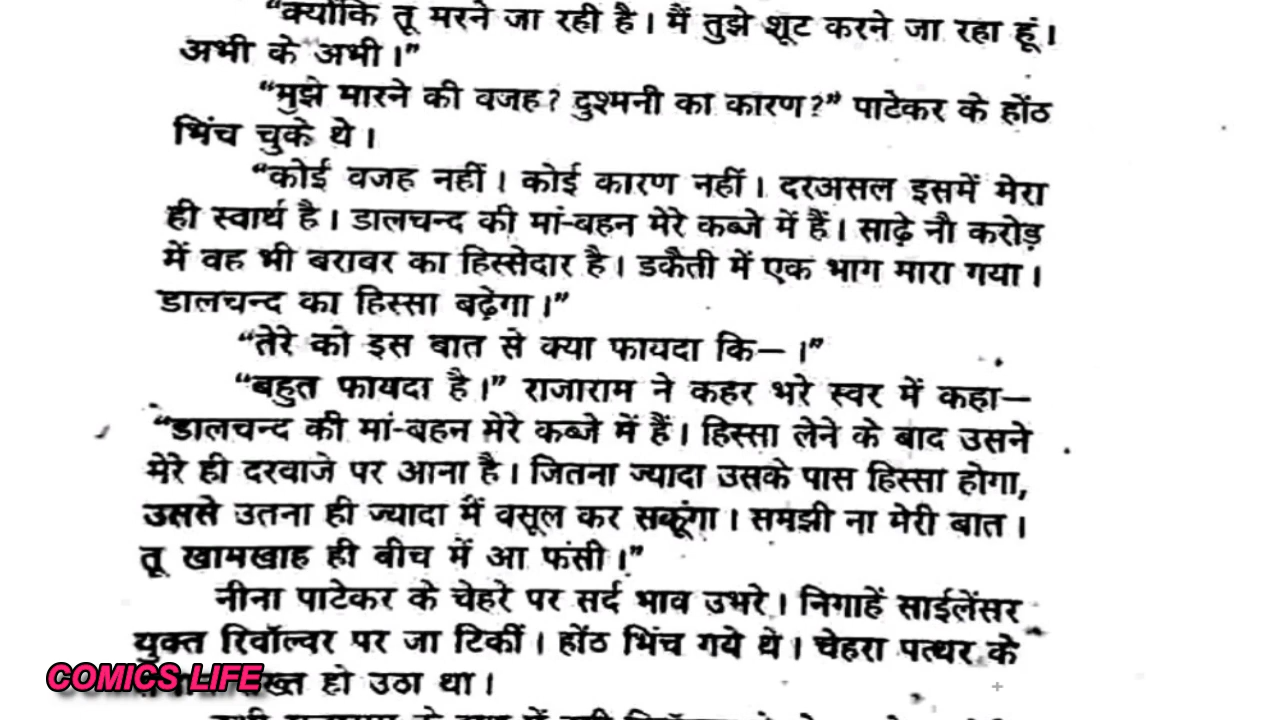 “क्योंकि तू मरने जा रही है। मैं तुझे शूट करने जा रहा हूं।
अभी के अभी।”
“मुझे मारने की वजह? दुश्मनी का कारण?” पाटेकर के होंठ
भिंच चुके थे।
“कोई वजह नहीं। कोई कारण नहीं। दरअसल इसमें मेरा
ही स्वार्थ है। डालचन्द की मां-बहन मेरे कब्जे में हैं। साढ़े नौ करोड़
में वह भी बराबर का हिस्सेदार है। डकैती में एक भाग मारा गया।
डालचन्द का हिस्सा बढ़ेगा।”
“तेरे को इस बात से क्या फायदा कि—।”
“बहुत फायदा है।” राजाराम ने कहर भरे स्वर में कहा—
“डालचन्द की मां-बहन मेरे कब्जे में हैं। हिस्सा लेने के बाद उसने
मेरे ही दरवाजे पर आना है। जितना ज्यादा उसके पास हिस्सा होगा,
उससे उतना ही ज्यादा मैं वसूल कर सकूंगा। समझी ना मेरी बात।
तू खामखाह ही बीच में आ फंसी।”
नीना पाटेकर के चेहरे पर सर्द भाव उभरे। निगाहें साईलेंसर
युक्त रिवॉल्वर पर जा टिकीं। होंठ भिंच गये थे। चेहरा पत्थर के
हो उठा था।
COMICS LIFE